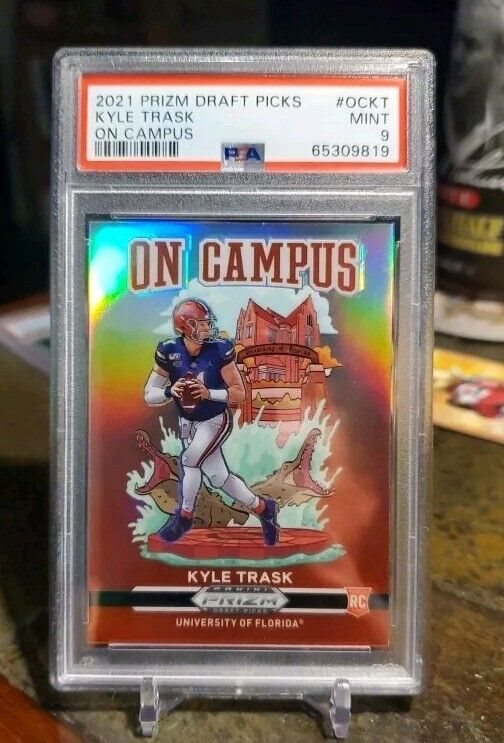 2021 PRIZM DRAFT PICKS #OCKT
KYLE TRASK MINT
ON CAMPUS 9
PSA 65309819
ON CAMPUS
KYLE TRASK
PANINI
PRIZM
DRAFT PICKS
RC
UNIVERSITY OF FLORIDA®